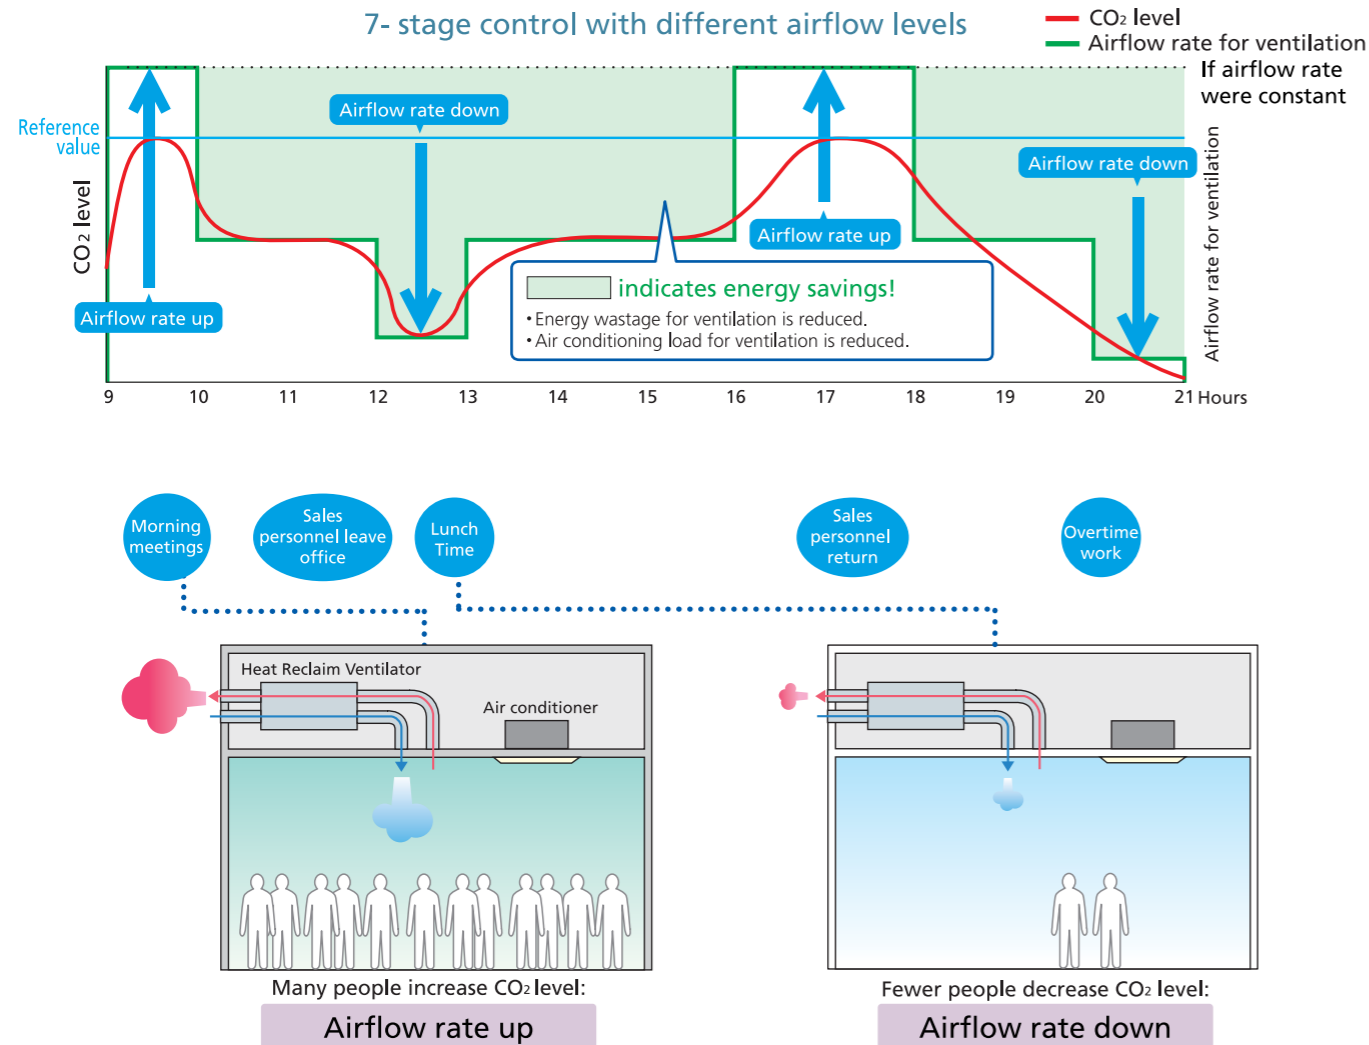 7- stage control with different airflow levels
CO2 level
Airflow rate for ventilation
If airflow rate
were constant
Reference
value
CO2 level
Airflow rate up
Airflow rate down
Airflow rate up
Airflow rate down
Airflow rate for ventilation
indicates energy savings!
•Energy wastage for ventilation is reduced.
•Air conditioning load for ventilation is reduced.
9 10 11 12 13 14 15 16 17 18 19 20 21 Hours
Morning
meetings
Sales
personnel leave
office
Lunch
Time
Sales
personnel
return
Overtime
work
Heat Reclaim Ventilator
Air conditioner
Many people increase CO2 level:
Airflow rate up
Fewer people decrease CO2 level:
Airflow rate down